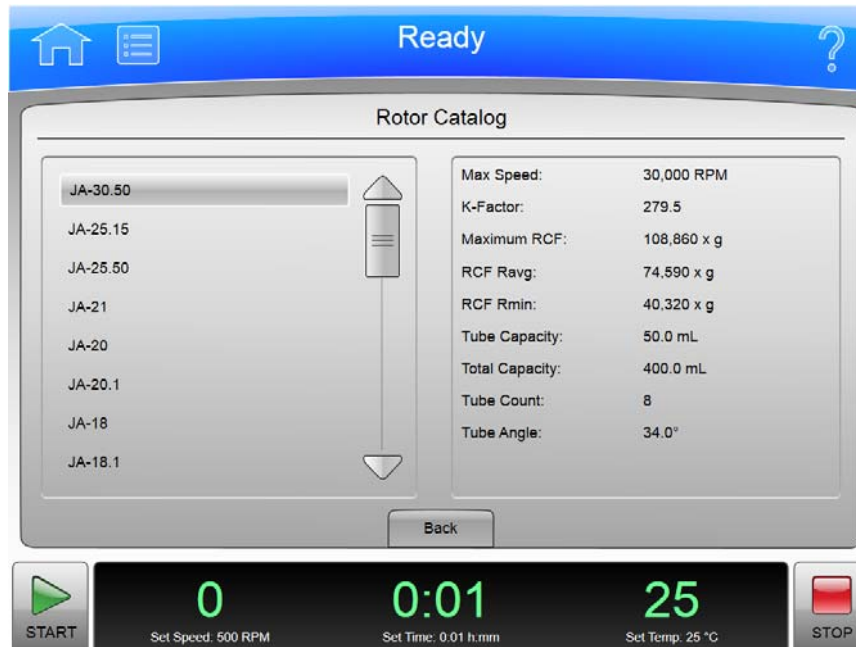 Ready
Rotor Catalog
JA-30.50
JA-25.15
JA-25.50
JA-21
JA-20
JA-20.1
JA-18
JA-18.1
Max Speed: 30,000 RPM
K-Factor: 279.5
Maximum RCF: 108,860 x g
RCF Ravg: 74,590 x g
RCF Rmin: 40,320 x g
Tube Capacity: 50.0 mL
Total Capacity: 400.0 mL
Tube Count: 8
Tube Angle: 34.0°
Back
START
0
Set Speed: 500 RPM
0:01
Set Time: 0:01 h:mm
25
Set Temp: 25 °C
STOP